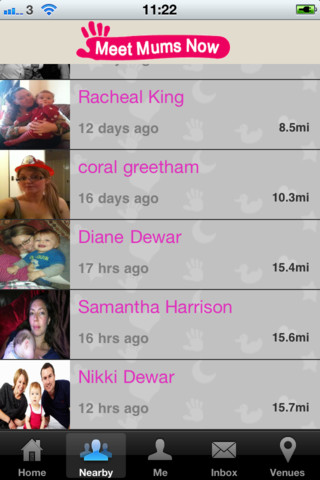 3 11:22
Meet Mums Now
Racheal King
12 days ago 8.5mi
coral greetham
16 days ago 10.3mi
Diane Dewar
17 hrs ago 15.4mi
Samantha Harrison
16 hrs ago 15.6mi
Nikki Dewar
12 hrs ago 15.7mi
Home Nearby Me Inbox Venues